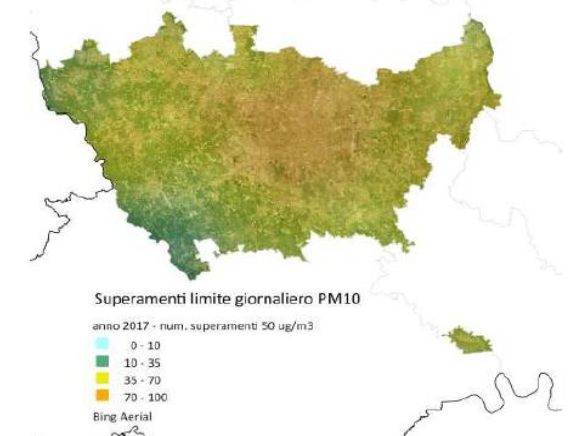 Superamenti limite giornaliero PM10
anno 2017 - num. superamenti 50 ug/m3
0 - 10
10 - 35
35 - 70
70 - 100
Bing Aerial